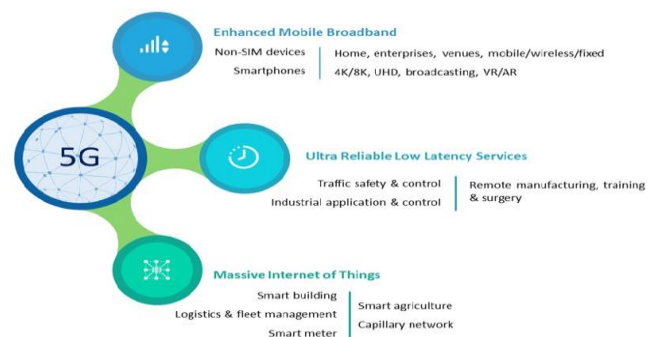 5G
Enhanced Mobile Broadband
Non-SIM devices
Smartphones
Home, enterprises, venues, mobile/wireless/fixed
4K/8K, UHD, broadcasting, VR/AR
Ultra Reliable Low Latency Services
Traffic safety & control
Industrial application & control
Remote manufacturing, training
& surgery
Massive Internet of Things
Smart building
Logistics & fleet management
Smart meter
Smart agriculture
Capillary network